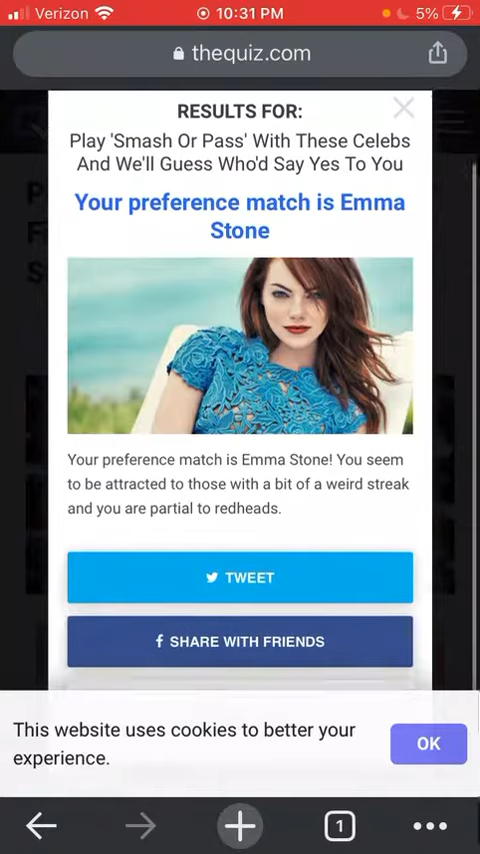 Verizon 10:31 PM 5%
thequiz.com
RESULTS FOR:
Play 'Smash Or Pass' With These Celebs
And We'll Guess Who'd Say Yes To You
Your preference match is Emma
Stone
Your preference match is Emma Stone! You seem
to be attracted to those with a bit of a weird streak
and you are partial to redheads.
TWEET
f SHARE WITH FRIENDS
This website uses cookies to better your
experience.
OK
1